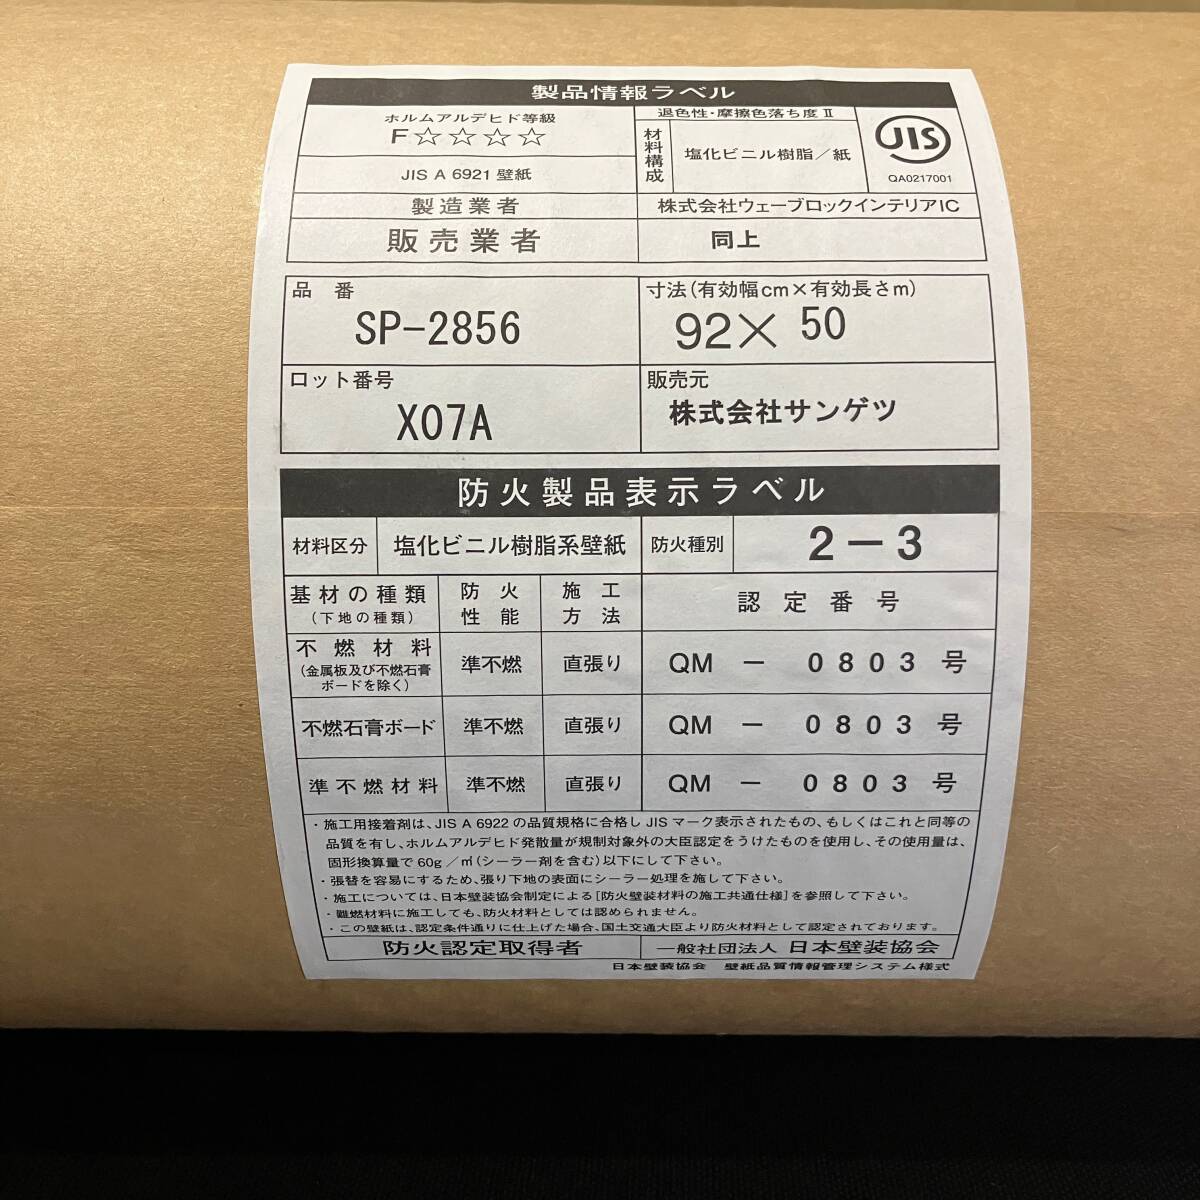 製品情報ラベル
ホルムアルデヒド等級
F☆☆☆☆
JIS A 6921 壁紙
退色性・摩擦色落ち度Ⅱ
材料構成
塩化ビニル樹脂／紙
JIS
QA0217001
製造業者
株式会社ウェーブロックインテリアIC
販売業者
同上
品 番
SP-2856
寸法(有効幅cm×有効長さm)
92× 50
ロット番号
X07A
販売元
株式会社サンゲツ
防火製品表示ラベル
材料区分
塩化ビニル樹脂系壁紙
防火種別
2－3
基材の種類
(下地の種類)
防火
性能
施工
方法
認定番号
不燃材料
(金属板及び不燃石膏
ボードを除く)
準不燃
直張り
QM － 0803号
不燃石膏ボード
準不燃
直張り
QM － 0803号
準不燃材料
準不燃
直張り
QM － 0803号
・施工用接着剤は、JIS A 6922 の品質規格に合格し JIS マーク表示されたもの、もしくはこれと同等の
品質を有し、ホルムアルデヒド発散量が規制対象外の大臣認定をうけたものを使用し、その使用量は、
固形換算量で 60g／㎡(シーラー剤を含む)以下にして下さい。
・張替を容易にするため、張り下地の表面にシーラー処理を施して下さい。
・施工については、日本壁装協会制定による[防火壁装材料の施工共通仕様]を参照して下さい。
・難燃材料に施工しても、防火材料としては認められません。
・この壁紙は、認定条件通りに仕上げた場合、国土交通大臣より防火材料として認定されております。
防火認定取得者
一般社団法人 日本壁装協会
日本壁装協会 壁紙品質情報管理システム様式